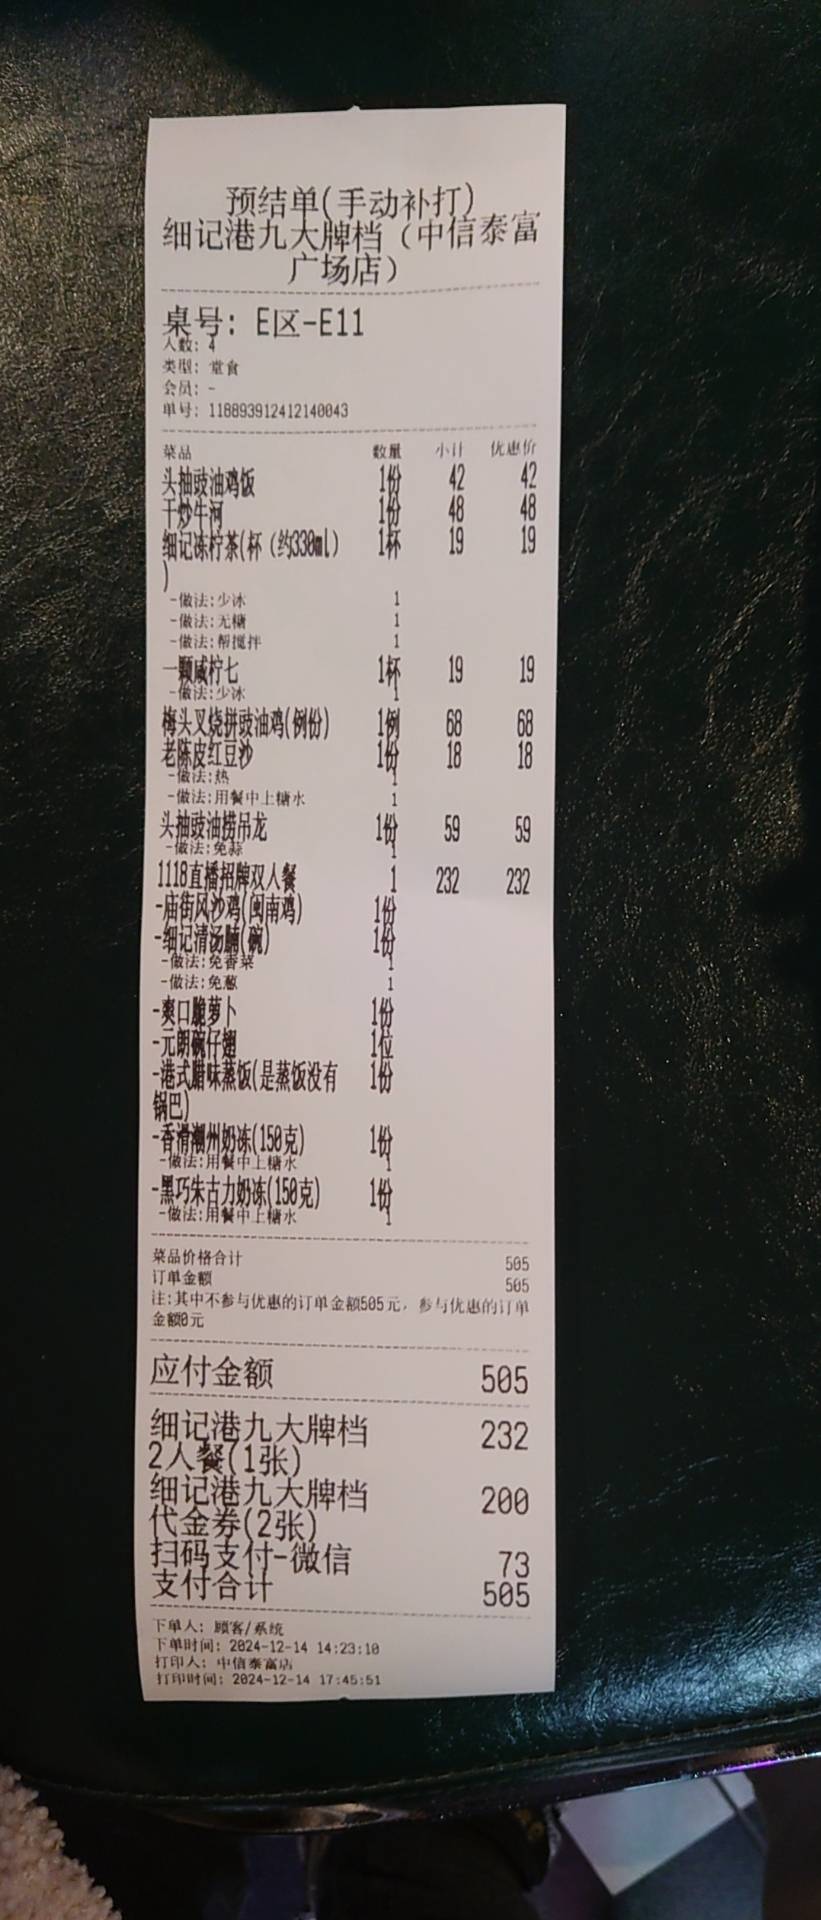 预结单(手动补打)
细记港九大牌档（中信泰富
广场店）
桌号: E区-E11
人数: 4
类型: 堂食
会员: -
单号: 118893912412140043
菜品 数量 小计 优惠价
头抽豉油鸡饭 1份 42 42
干炒牛河 1份 48 48
细记冻柠茶(杯（约330ml） 1杯 19 19
)
-做法:少冰 1
-做法:无糖 1
-做法:帮搅拌 1
一颗咸柠七 1杯 19 19
-做法:少冰 1
梅头叉烧拼豉油鸡(例份) 1例 68 68
老陈皮红豆沙 1份 18 18
-做法:热 1
-做法:用餐中上糖水 1
头抽豉油捞吊龙 1份 59 59
-做法:免蒜 1
1118直播招牌双人餐 1 232 232
-庙街风沙鸡(闽南鸡) 1份
-细记清汤腩(碗) 1份
-做法:免香菜 1
-做法:免葱 1
-爽口脆萝卜 1份
-元朗碗仔翅 1位
-港式腊味蒸饭(是蒸饭没有 1份
锅巴)
-香滑潮州奶冻(150克) 1份
-做法:用餐中上糖水 1
-黑巧朱古力奶冻(150克) 1份
-做法:用餐中上糖水 1
菜品价格合计 505
订单金额 505
注:其中不参与优惠的订单金额505元，参与优惠的订单
金额0元
应付金额 505
细记港九大牌档 232
2人餐(1张)
细记港九大牌档 200
代金券(2张)
扫码支付-微信 73
支付合计 505
下单人: 顾客/系统
下单时间: 2024-12-14 14:23:10
打印人: 中信泰富店
打印时间: 2024-12-14 17:45:51